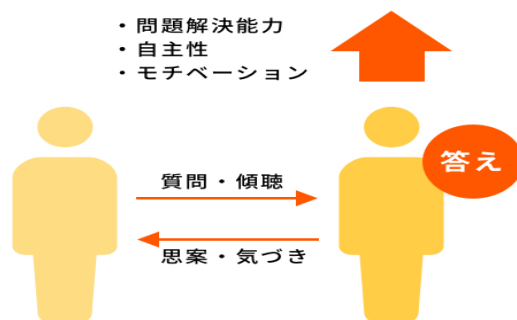 ・問題解決能力
・自主性
・モチベーション
答え
質問・傾聴
思案・気づき